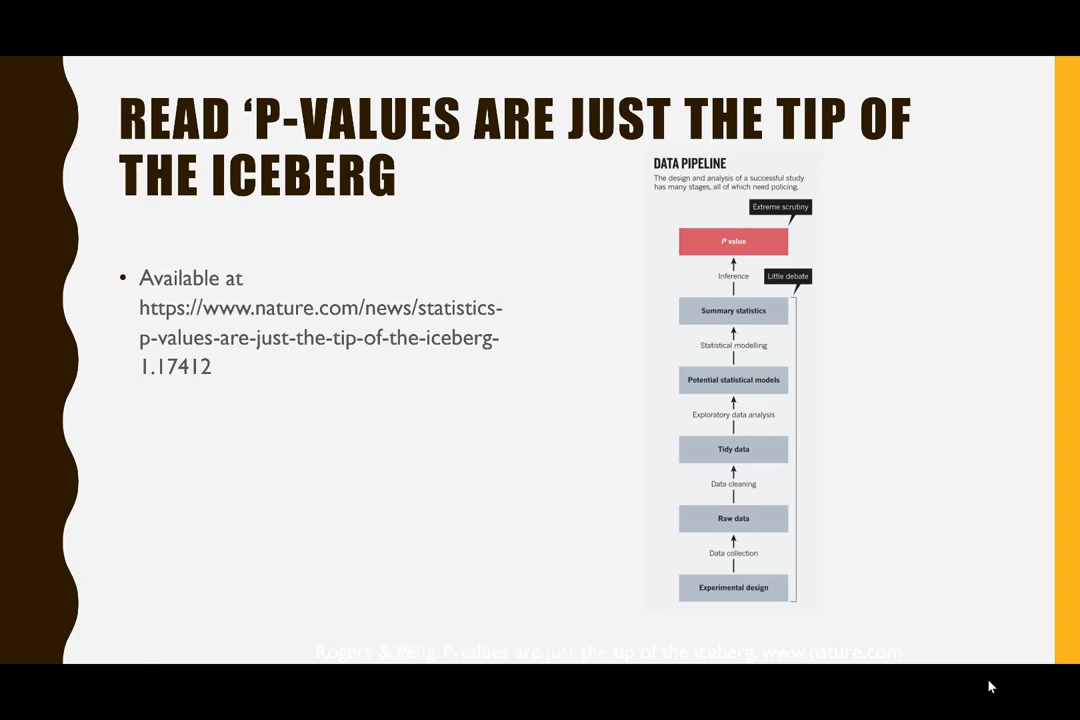 READ ‘P-VALUES ARE JUST THE TIP OF
THE ICEBERG
• Available at
https://www.nature.com/news/statistics-
p-values-are-just-the-tip-of-the-iceberg-
1.17412
DATA PIPELINE
The design and analysis of a successful study
has many stages, all of which need policing.
Extreme scrutiny
P value
Inference
Little debate
Summary statistics
Statistical modelling
Potential statistical models
Exploratory data analysis
Tidy data
Data cleaning
Raw data
Data collection
Experimental design
Rogers & Peng. P-values are just the tip of the iceberg. www.nature.com